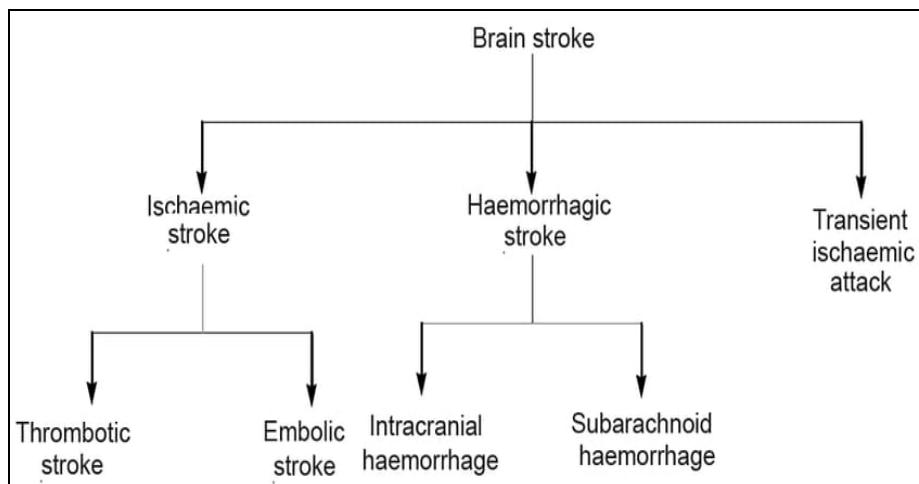 Brain stroke
Ischaemic
stroke
Haemorrhagic
stroke
Transient
ischaemic
attack
Thrombotic
stroke
Embolic
stroke
Intracranial
haemorrhage
Subarachnoid
haemorrhage